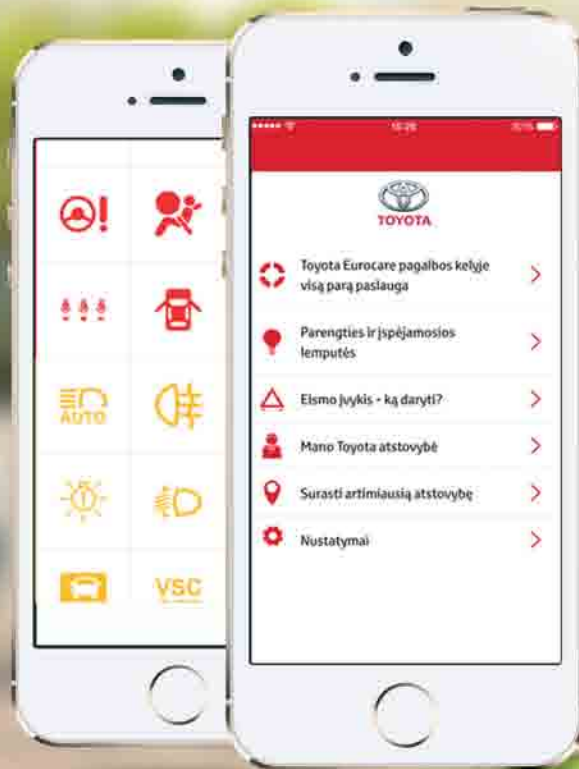 AUTO
VSC
TOYOTA
Toyota Eurocare pagalbos kelyje
visą parą paslauga
Parengties ir įspėjamosios
lemputės
Eismo įvykis - ką daryti?
Mano Toyota atstovybė
Surasti artimiausią atstovybę
Nustatymai